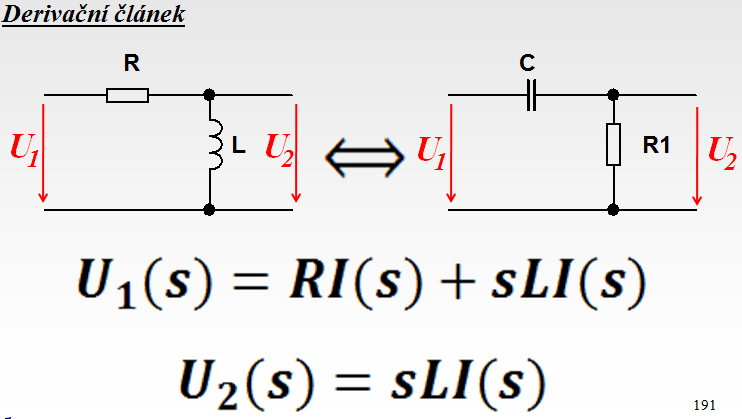 Derivační článek
R
C
U1
L
U2
U1
R1
U2
U₁(s) = RI(s) + sLI(s)
U₂(s) = sLI(s)
191